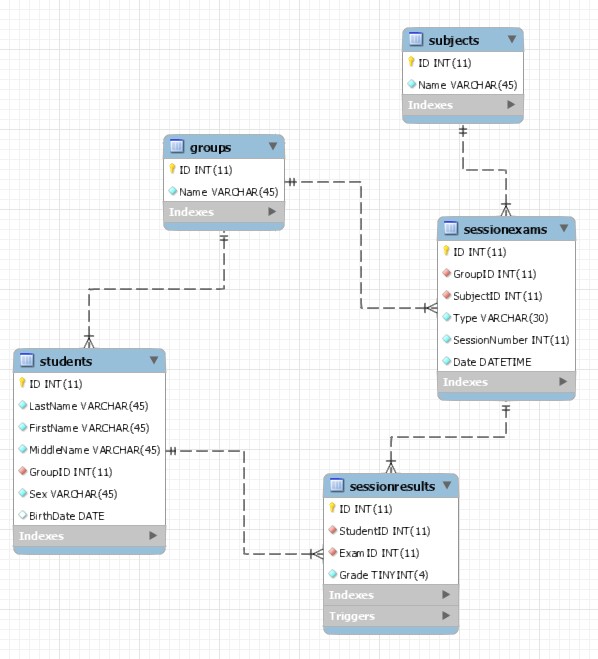 subjects
ID INT(11)
Name VARCHAR(45)
Indexes
groups
ID INT(11)
Name VARCHAR(45)
Indexes
sessionexams
ID INT(11)
GroupID INT(11)
SubjectID INT(11)
Type VARCHAR(30)
SessionNumber INT(11)
Date DATETIME
Indexes
students
ID INT(11)
LastName VARCHAR(45)
FirstName VARCHAR(45)
MiddleName VARCHAR(45)
GroupID INT(11)
Sex VARCHAR(45)
BirthDate DATE
Indexes
sessionresults
ID INT(11)
StudentID INT(11)
ExamID INT(11)
Grade TINYINT(4)
Indexes
Triggers